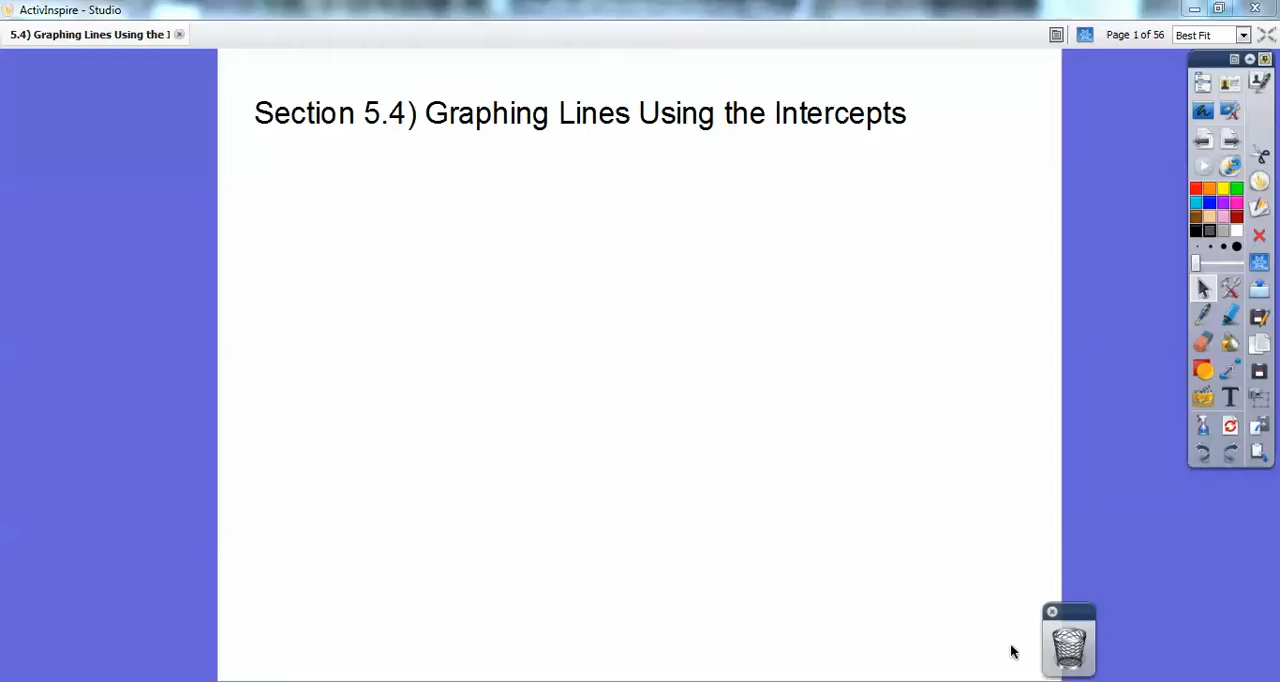 ActivInspire - Studio
5.4) Graphing Lines Using the I
Page 1 of 56
Best Fit
Section 5.4) Graphing Lines Using the Intercepts
T